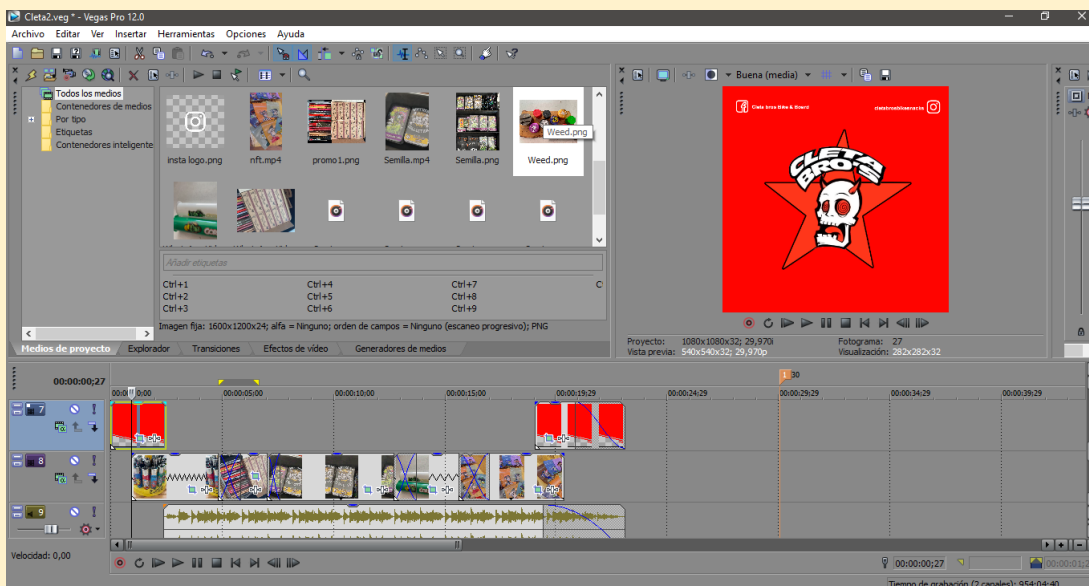 Cleta2.veg * - Vegas Pro 12.0
Archivo Editar Ver Insertar Herramientas Opciones Ayuda
Buena (media)
Todos los medios
Contenedores de medios
Por tipo
Etiquetas
Contenedores inteligente
insta logo.png
nft.mp4
promo1.png
Semilla.mp4
Semilla.png
Weed.png
Weed.png
Añadir etiquetas
Ctrl+1 Ctrl+4 Ctrl+7 C
Ctrl+2 Ctrl+5 Ctrl+8
Ctrl+3 Ctrl+6 Ctrl+9
Imagen fija: 1600x1200x24; alfa = Ninguno; orden de campos = Ninguno (escaneo progresivo); PNG
Medios de proyecto Explorador Transiciones Efectos de vídeo Generadores de medios
Cleta bros Bike & Board
cletabrosbikesnacks
CLETA
BRO'S
Proyecto: 1080x1080x32; 29,970i Fotograma: 27
Vista previa: 540x540x32; 29,970p Visualización: 282x282x32
00:00:00;27
1 30
00:00:05;00 00:00:10;00 00:00:15;00 00:00:19;29 00:00:24;29 00:00:29;29 00:00:34;29 00:00:39;29
7
8
9
Velocidad: 0,00
00:00:00;27
Tiempo de grabación (2 canales): 954:04:40